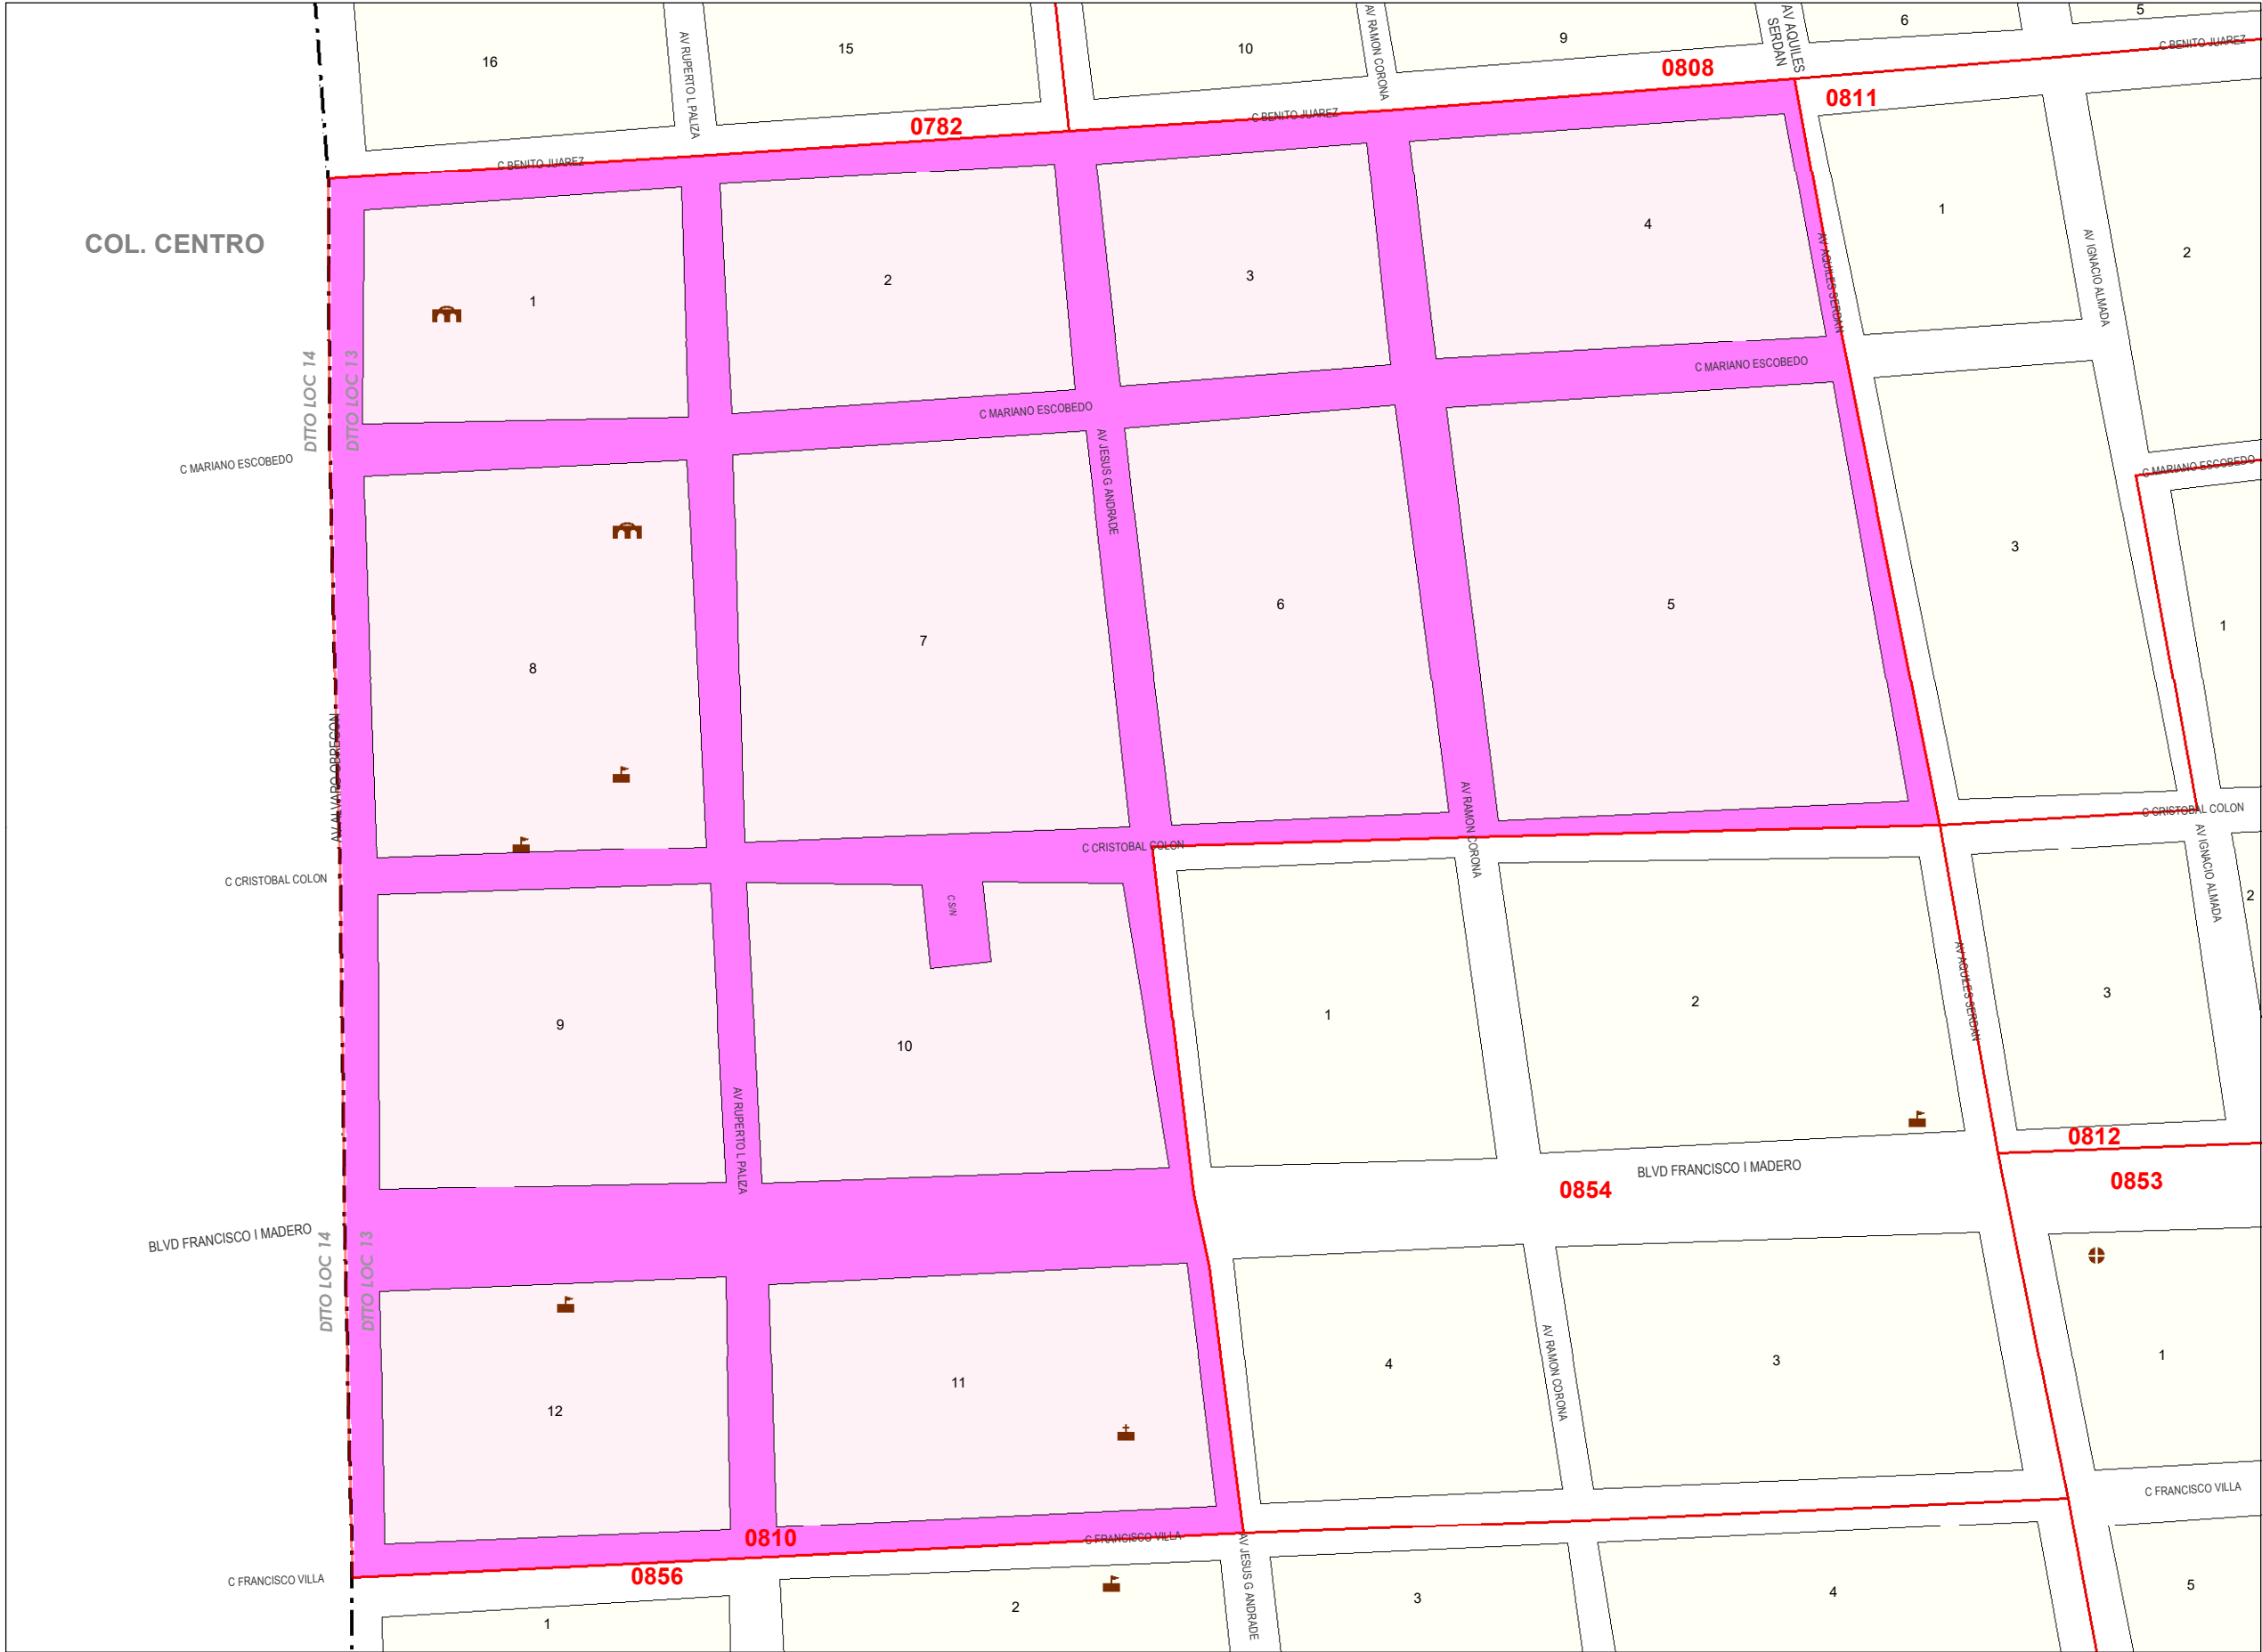 16
AV RUPERTO L PALIZA
15
10
AV RAMON CORONA
9
AV AQUILES
SERDAN
6
5
C BENITO JUAREZ
0808
0811
0782
C BENITO JUAREZ
C BENITO JUAREZ
COL. CENTRO
1
2
3
4
AV AQUILES SERDAN
1
AV IGNACIO ALMADA
2
DTTO LOC 14
DTTO LOC 13
C MARIANO ESCOBEDO
C MARIANO ESCOBEDO
C MARIANO ESCOBEDO
C MARIANO ESCOBEDO
AV JESUS G ANDRADE
8
7
6
5
3
1
AV ALVARO OBREGON
AV RAMON CORONA
C CRISTOBAL COLON
C CRISTOBAL COLON
C CRISTOBAL COLON
AV IGNACIO ALMADA
C S/N
9
10
1
2
AV AQUILES SERDAN
3
2
AV RUPERTO L PALIZA
0812
BLVD FRANCISCO I MADERO
0854
0853
BLVD FRANCISCO I MADERO
DTTO LOC 14
DTTO LOC 13
12
11
4
AV RAMON CORONA
3
1
C FRANCISCO VILLA
0810
C FRANCISCO VILLA
C FRANCISCO VILLA
0856
AV JESUS G ANDRADE
1
2
3
4
5